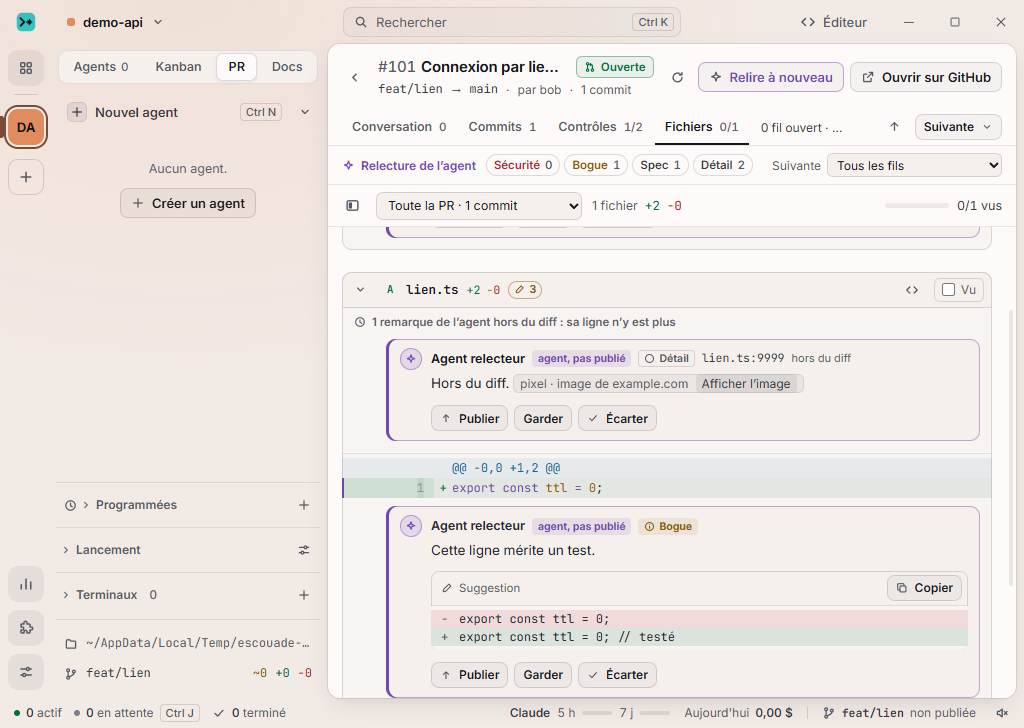 demo-api
Rechercher
Ctrl K
Éditeur
Agents 0
Kanban
PR
Docs
DA
Nouvel agent
Ctrl N
Aucun agent.
Créer un agent
Programmées
Lancement
Terminaux 0
~/AppData/Local/Temp/escouade-…
feat/lien
~0 +0 -0
#101 Connexion par lie…
Ouverte
Relire à nouveau
Ouvrir sur GitHub
feat/lien → main · par bob · 1 commit
Conversation 0
Commits 1
Contrôles 1/2
Fichiers 0/1
0 fil ouvert · …
Suivante
Relecture de l’agent
Sécurité 0
Bogue 1
Spec 1
Détail 2
Suivante
Tous les fils
Toute la PR · 1 commit
1 fichier +2 -0
0/1 vus
A lien.ts +2 -0
3
Vu
1 remarque de l’agent hors du diff : sa ligne n’y est plus
Agent relecteur
agent, pas publié
Détail
lien.ts:9999 hors du diff
Hors du diff.
pixel · image de example.com
Afficher l’image
Publier
Garder
Écarter
@@ -0,0 +1,2 @@
1 + export const ttl = 0;
Agent relecteur
agent, pas publié
Bogue
Cette ligne mérite un test.
Suggestion
Copier
- export const ttl = 0;
+ export const ttl = 0; // testé
Publier
Garder
Écarter
0 actif
0 en attente
Ctrl J
0 terminé
Claude 5 h
7 j
Aujourd’hui 0,00 $
feat/lien non publiée